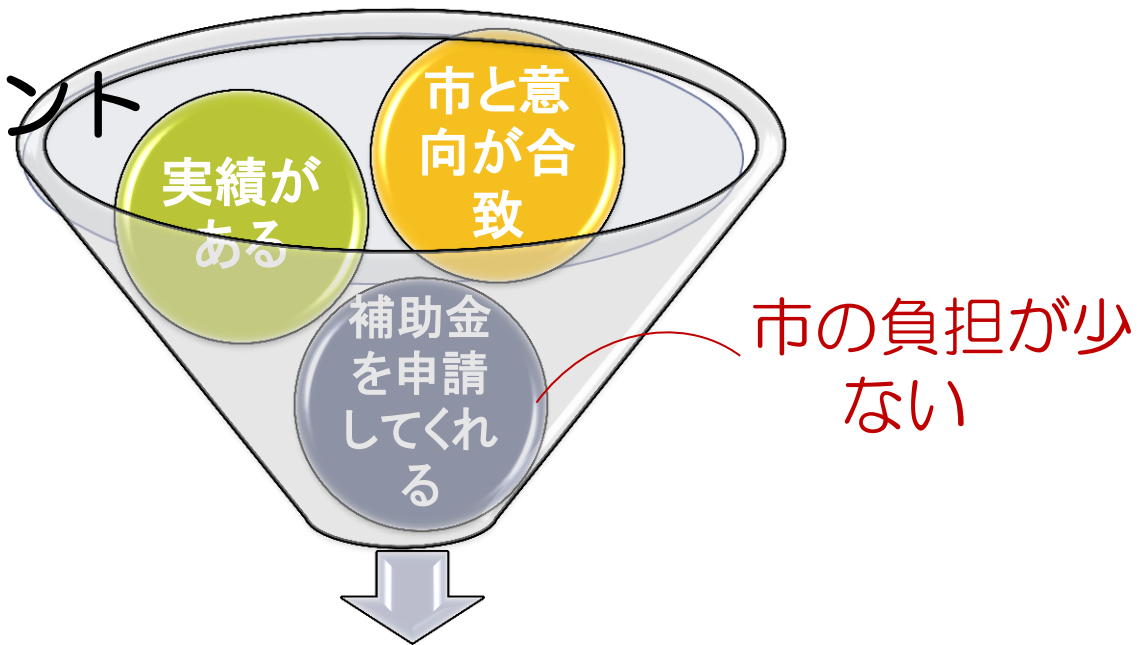 ント
市と意
向が合
致
実績が
ある
補助金
を申請
してくれ
る
市の負担が少
ない